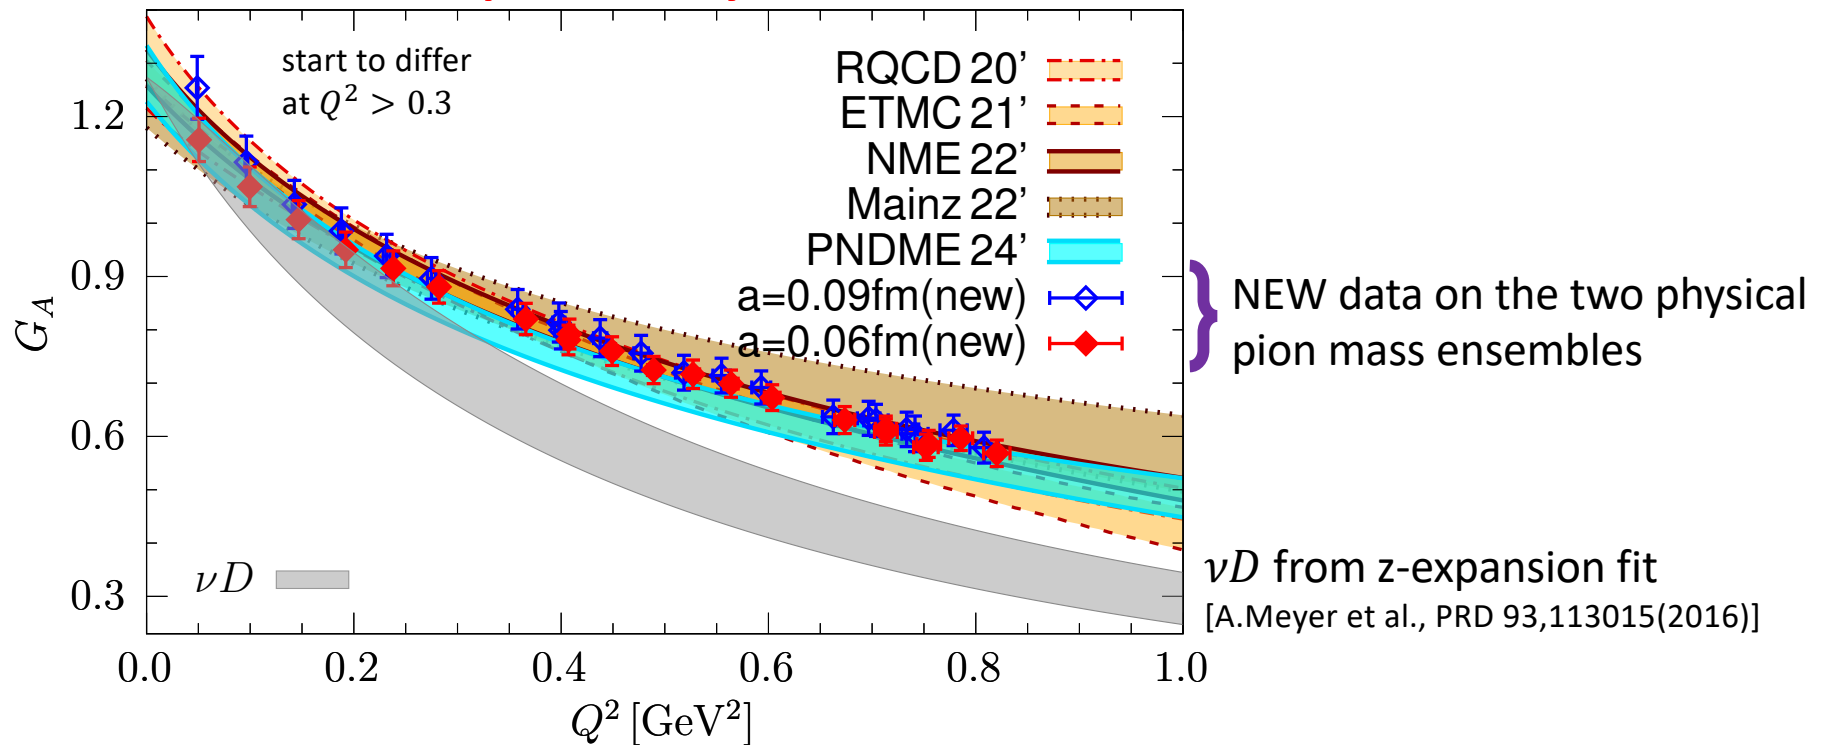 start to differ
at 𝑄² > 0.3
RQCD 20’
ETMC 21’
NME 22’
Mainz 22’
PNDME 24’
a=0.09fm(new)
a=0.06fm(new)
NEW data on the two physical
pion mass ensembles
1.2
0.9
0.6
0.3
G_A
νD
0.0 0.2 0.4 0.6 0.8 1.0
Q² [GeV²]
𝜈𝐷 from z-expansion fit
[A.Meyer et al., PRD 93,113015(2016)]